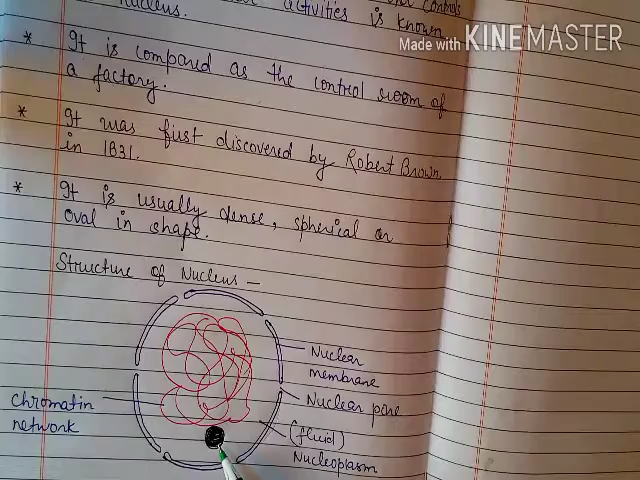 nucleus. activities is known
Made with KINEMASTER
* It is compared as the control room of
a factory.
* It was first discovered by Robert Brown
in 1831.
* It is usually dense, spherical or
oval in shape.
Structure of Nucleus —
Nuclear
membrane
Chromatin
network
Nuclear pore
(fluid)
Nucleoplasm